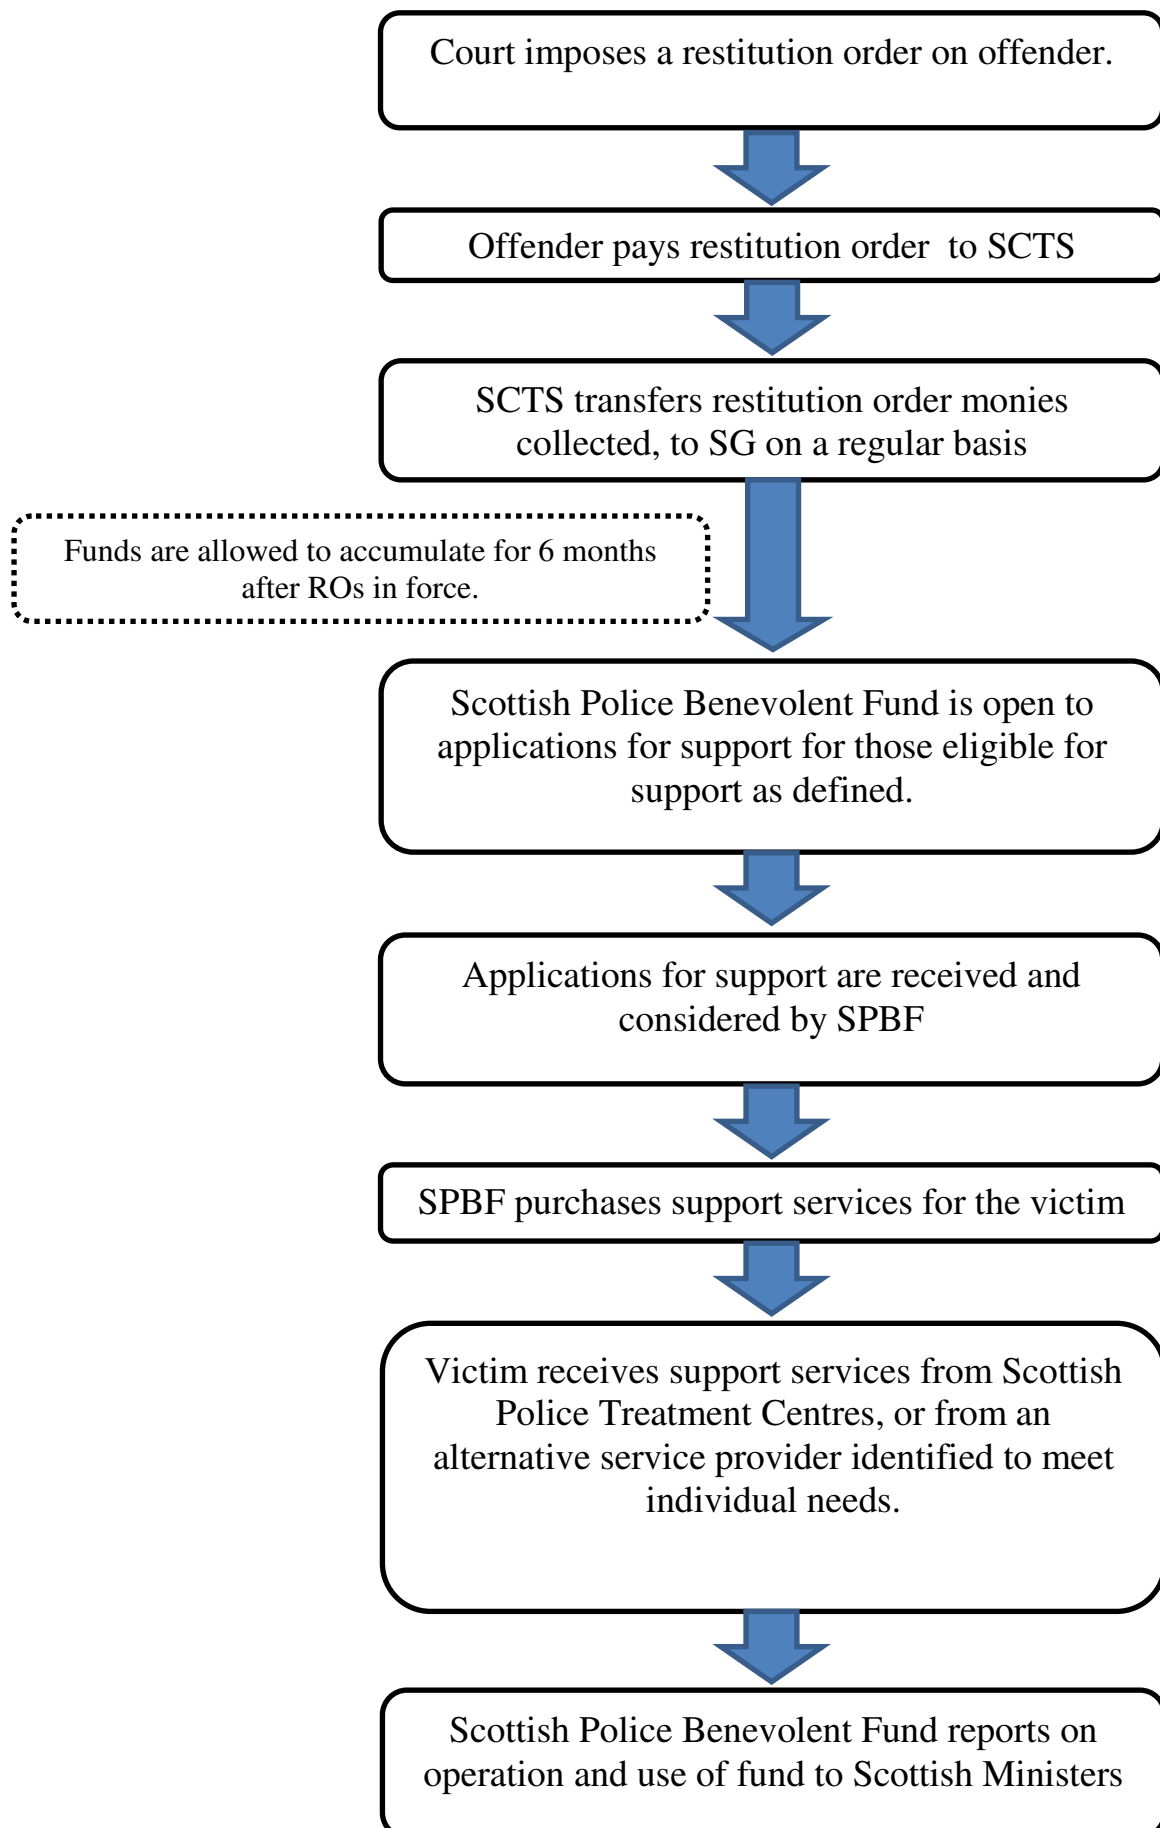 Court imposes a restitution order on offender.
Offender pays restitution order  to SCTS
SCTS transfers restitution order monies
collected, to SG on a regular basis
Funds are allowed to accumulate for 6 months
after ROs in force.
Scottish Police Benevolent Fund is open to
applications for support for those eligible for
support as defined.
Applications for support are received and
considered by SPBF
SPBF purchases support services for the victim
Victim receives support services from Scottish
Police Treatment Centres, or from an
alternative service provider identified to meet
individual needs.
Scottish Police Benevolent Fund reports on
operation and use of fund to Scottish Ministers